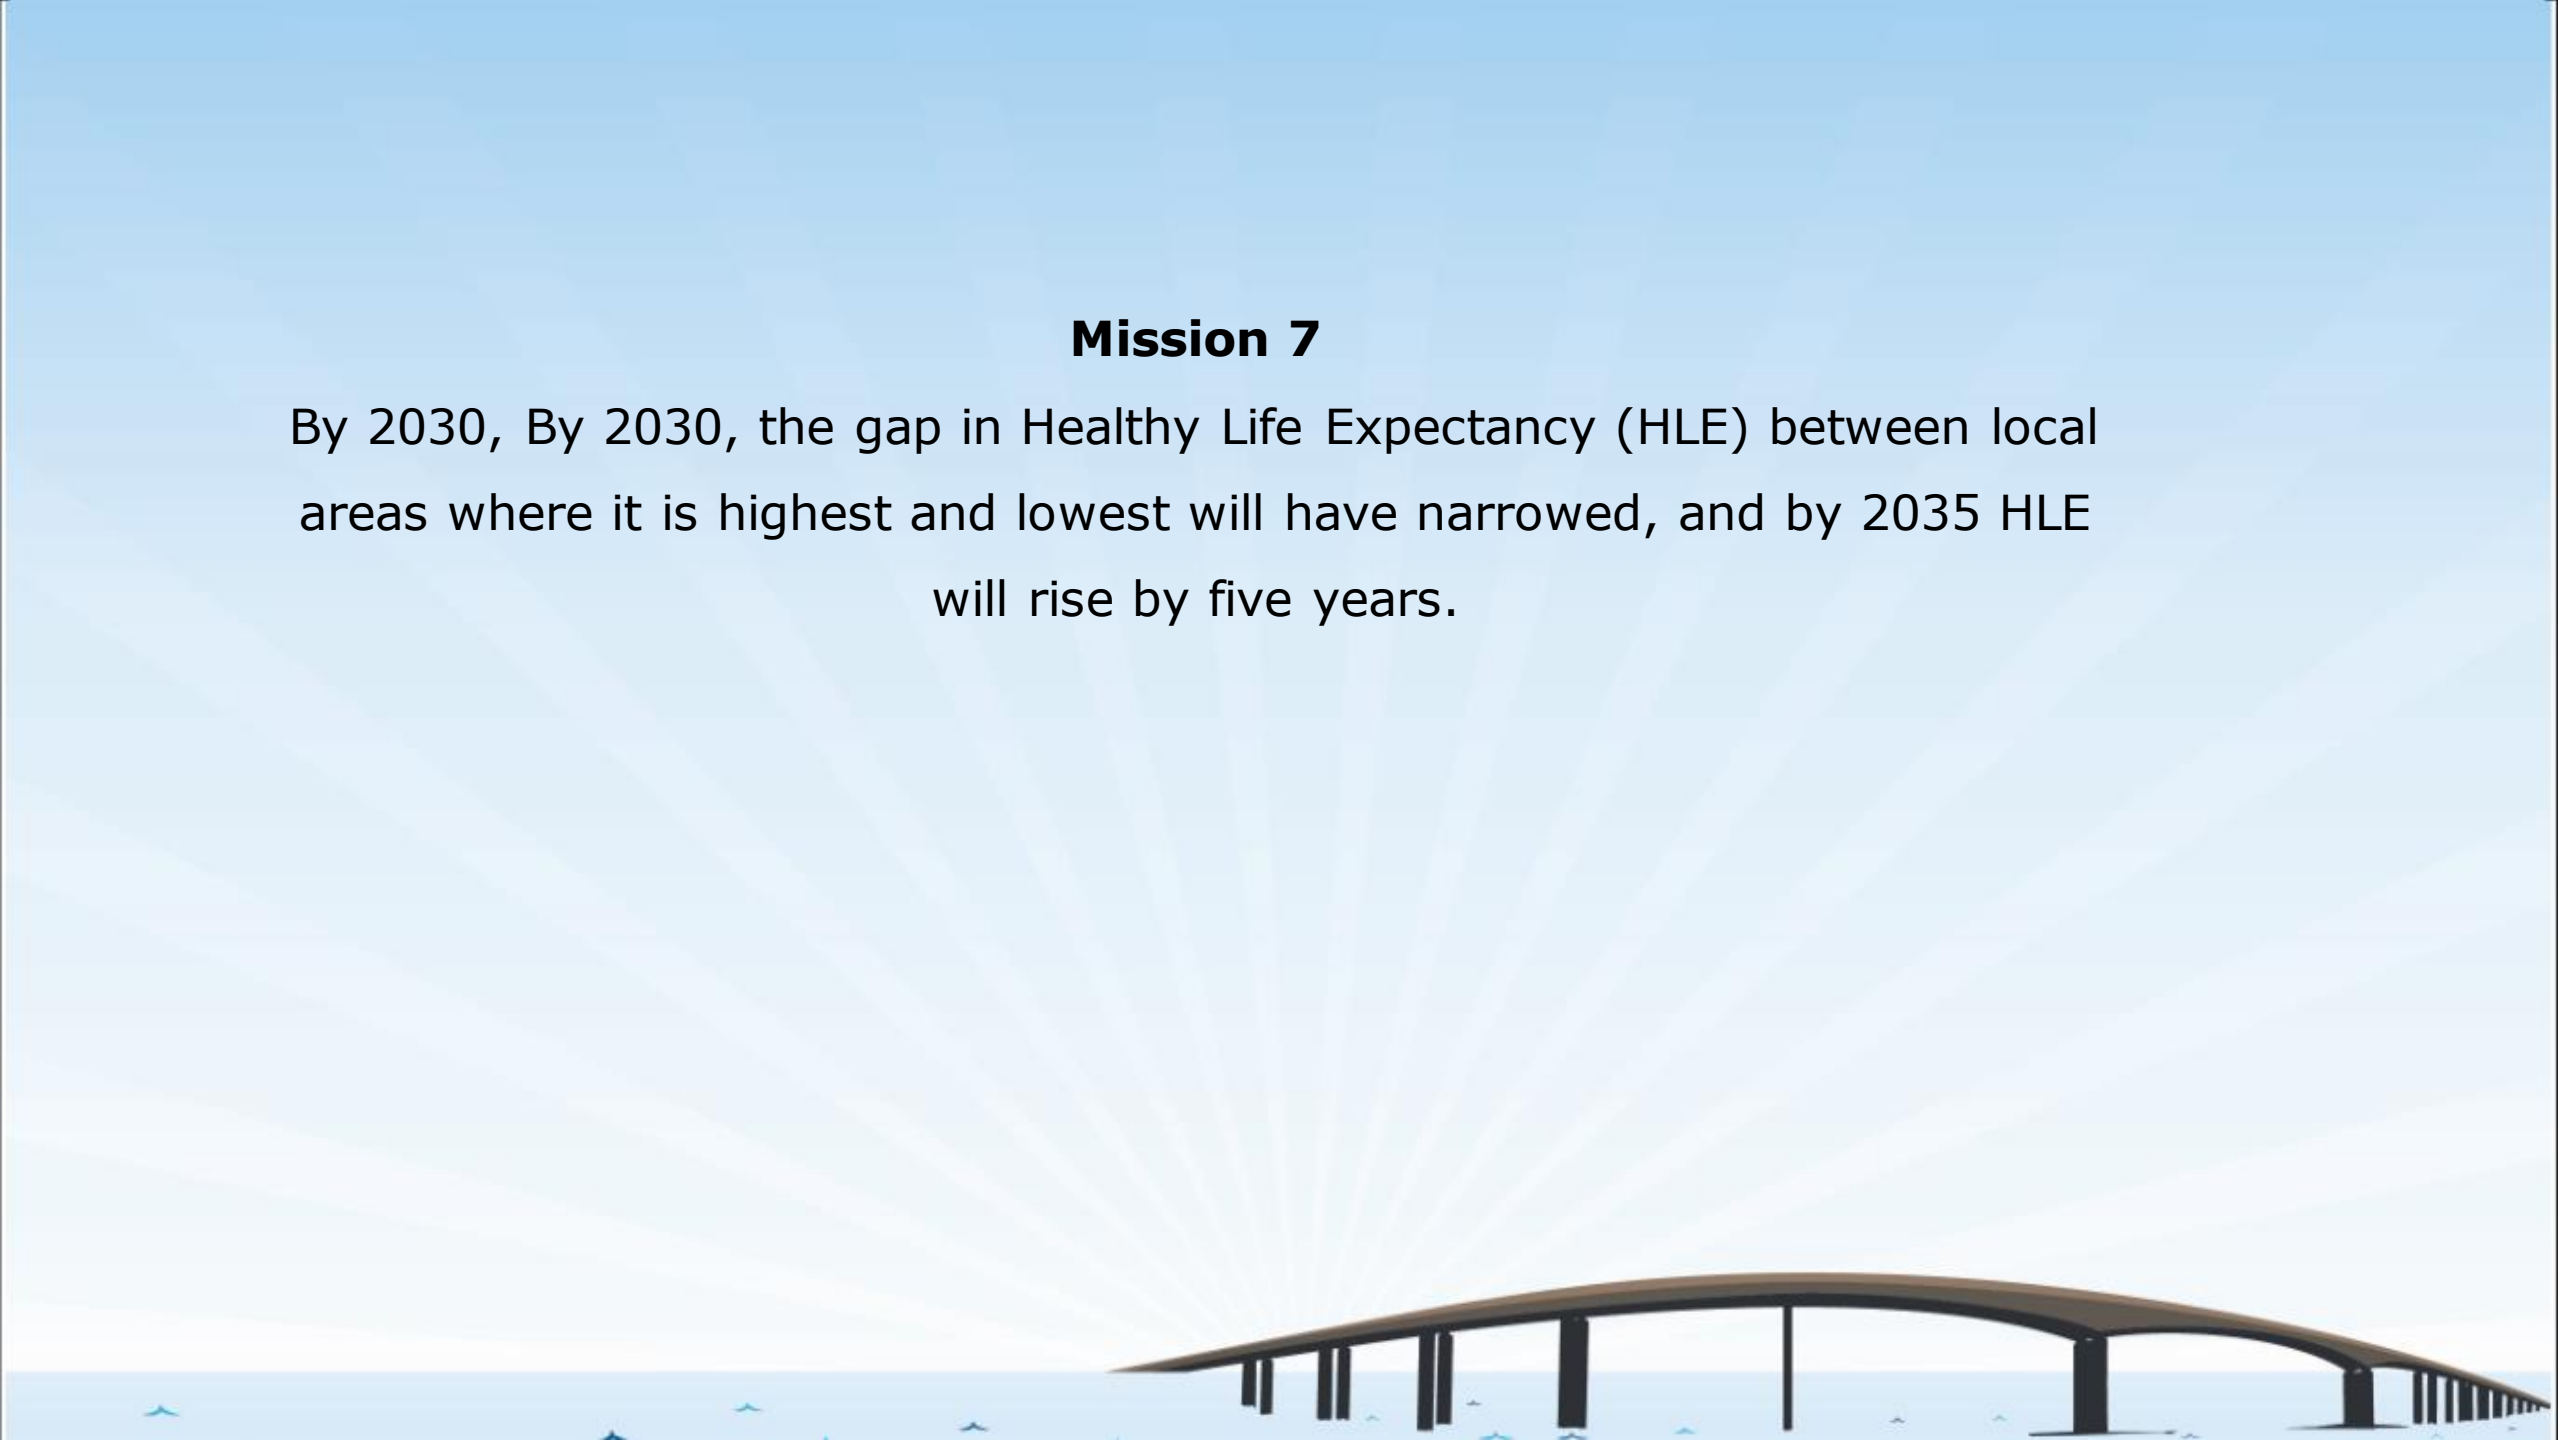 Mission 7
By 2030, By 2030, the gap in Healthy Life Expectancy (HLE) between local
areas where it is highest and lowest will have narrowed, and by 2035 HLE
will rise by five years.